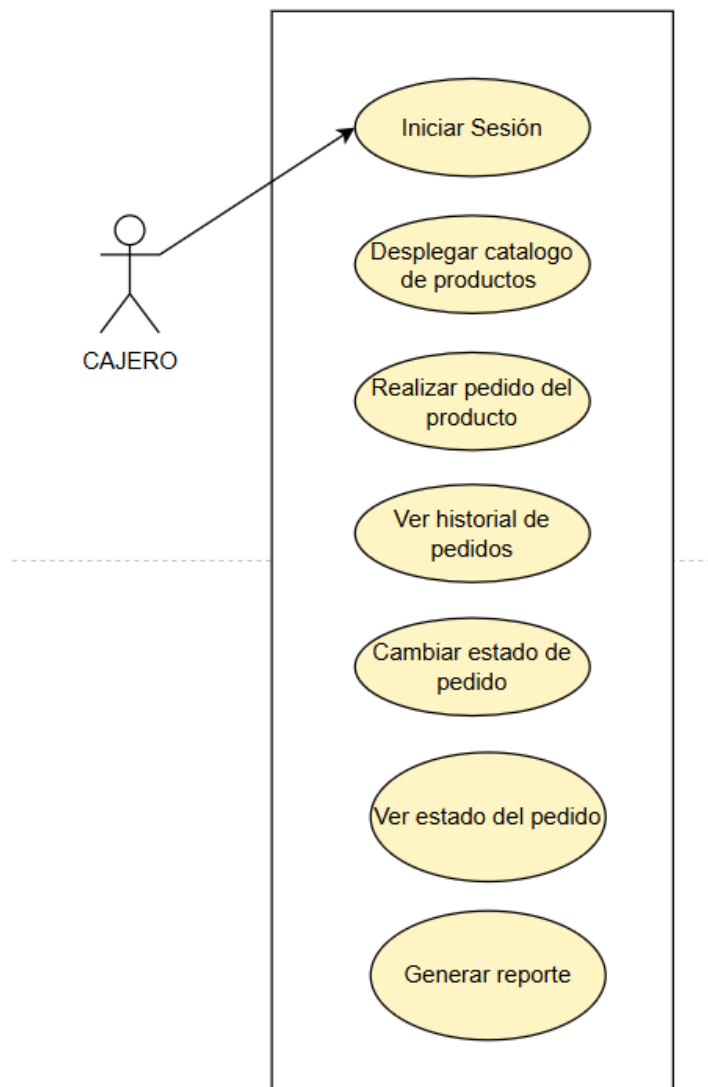 Iniciar Sesión
Desplegar catalogo
de productos
CAJERO
Realizar pedido del
producto
Ver historial de
pedidos
Cambiar estado de
pedido
Ver estado del pedido
Generar reporte